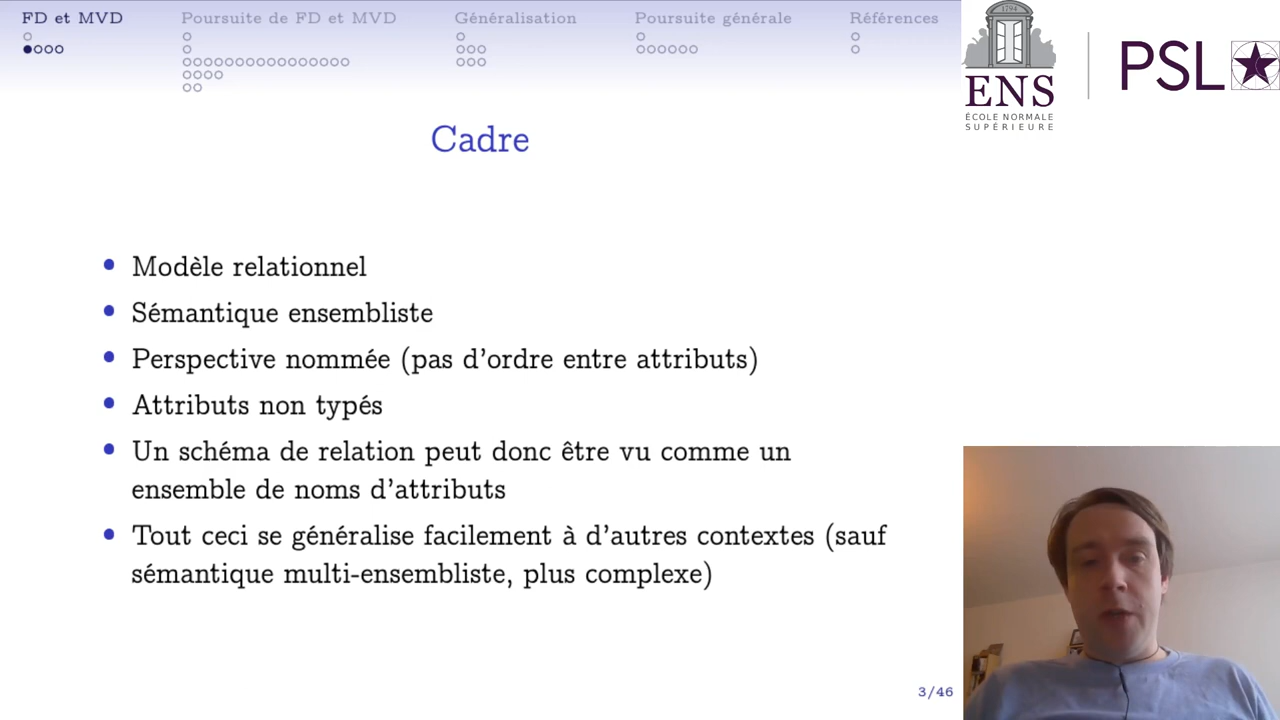 FD et MVD
Poursuite de FD et MVD
Généralisation
Poursuite générale
Références
1794
ENS
ÉCOLE NORMALE
SUPÉRIEURE
PSL
Cadre
Modèle relationnel
Sémantique ensembliste
Perspective nommée (pas d'ordre entre attributs)
Attributs non typés
Un schéma de relation peut donc être vu comme un
ensemble de noms d'attributs
Tout ceci se généralise facilement à d'autres contextes (sauf
sémantique multi-ensembliste, plus complexe)
3/46